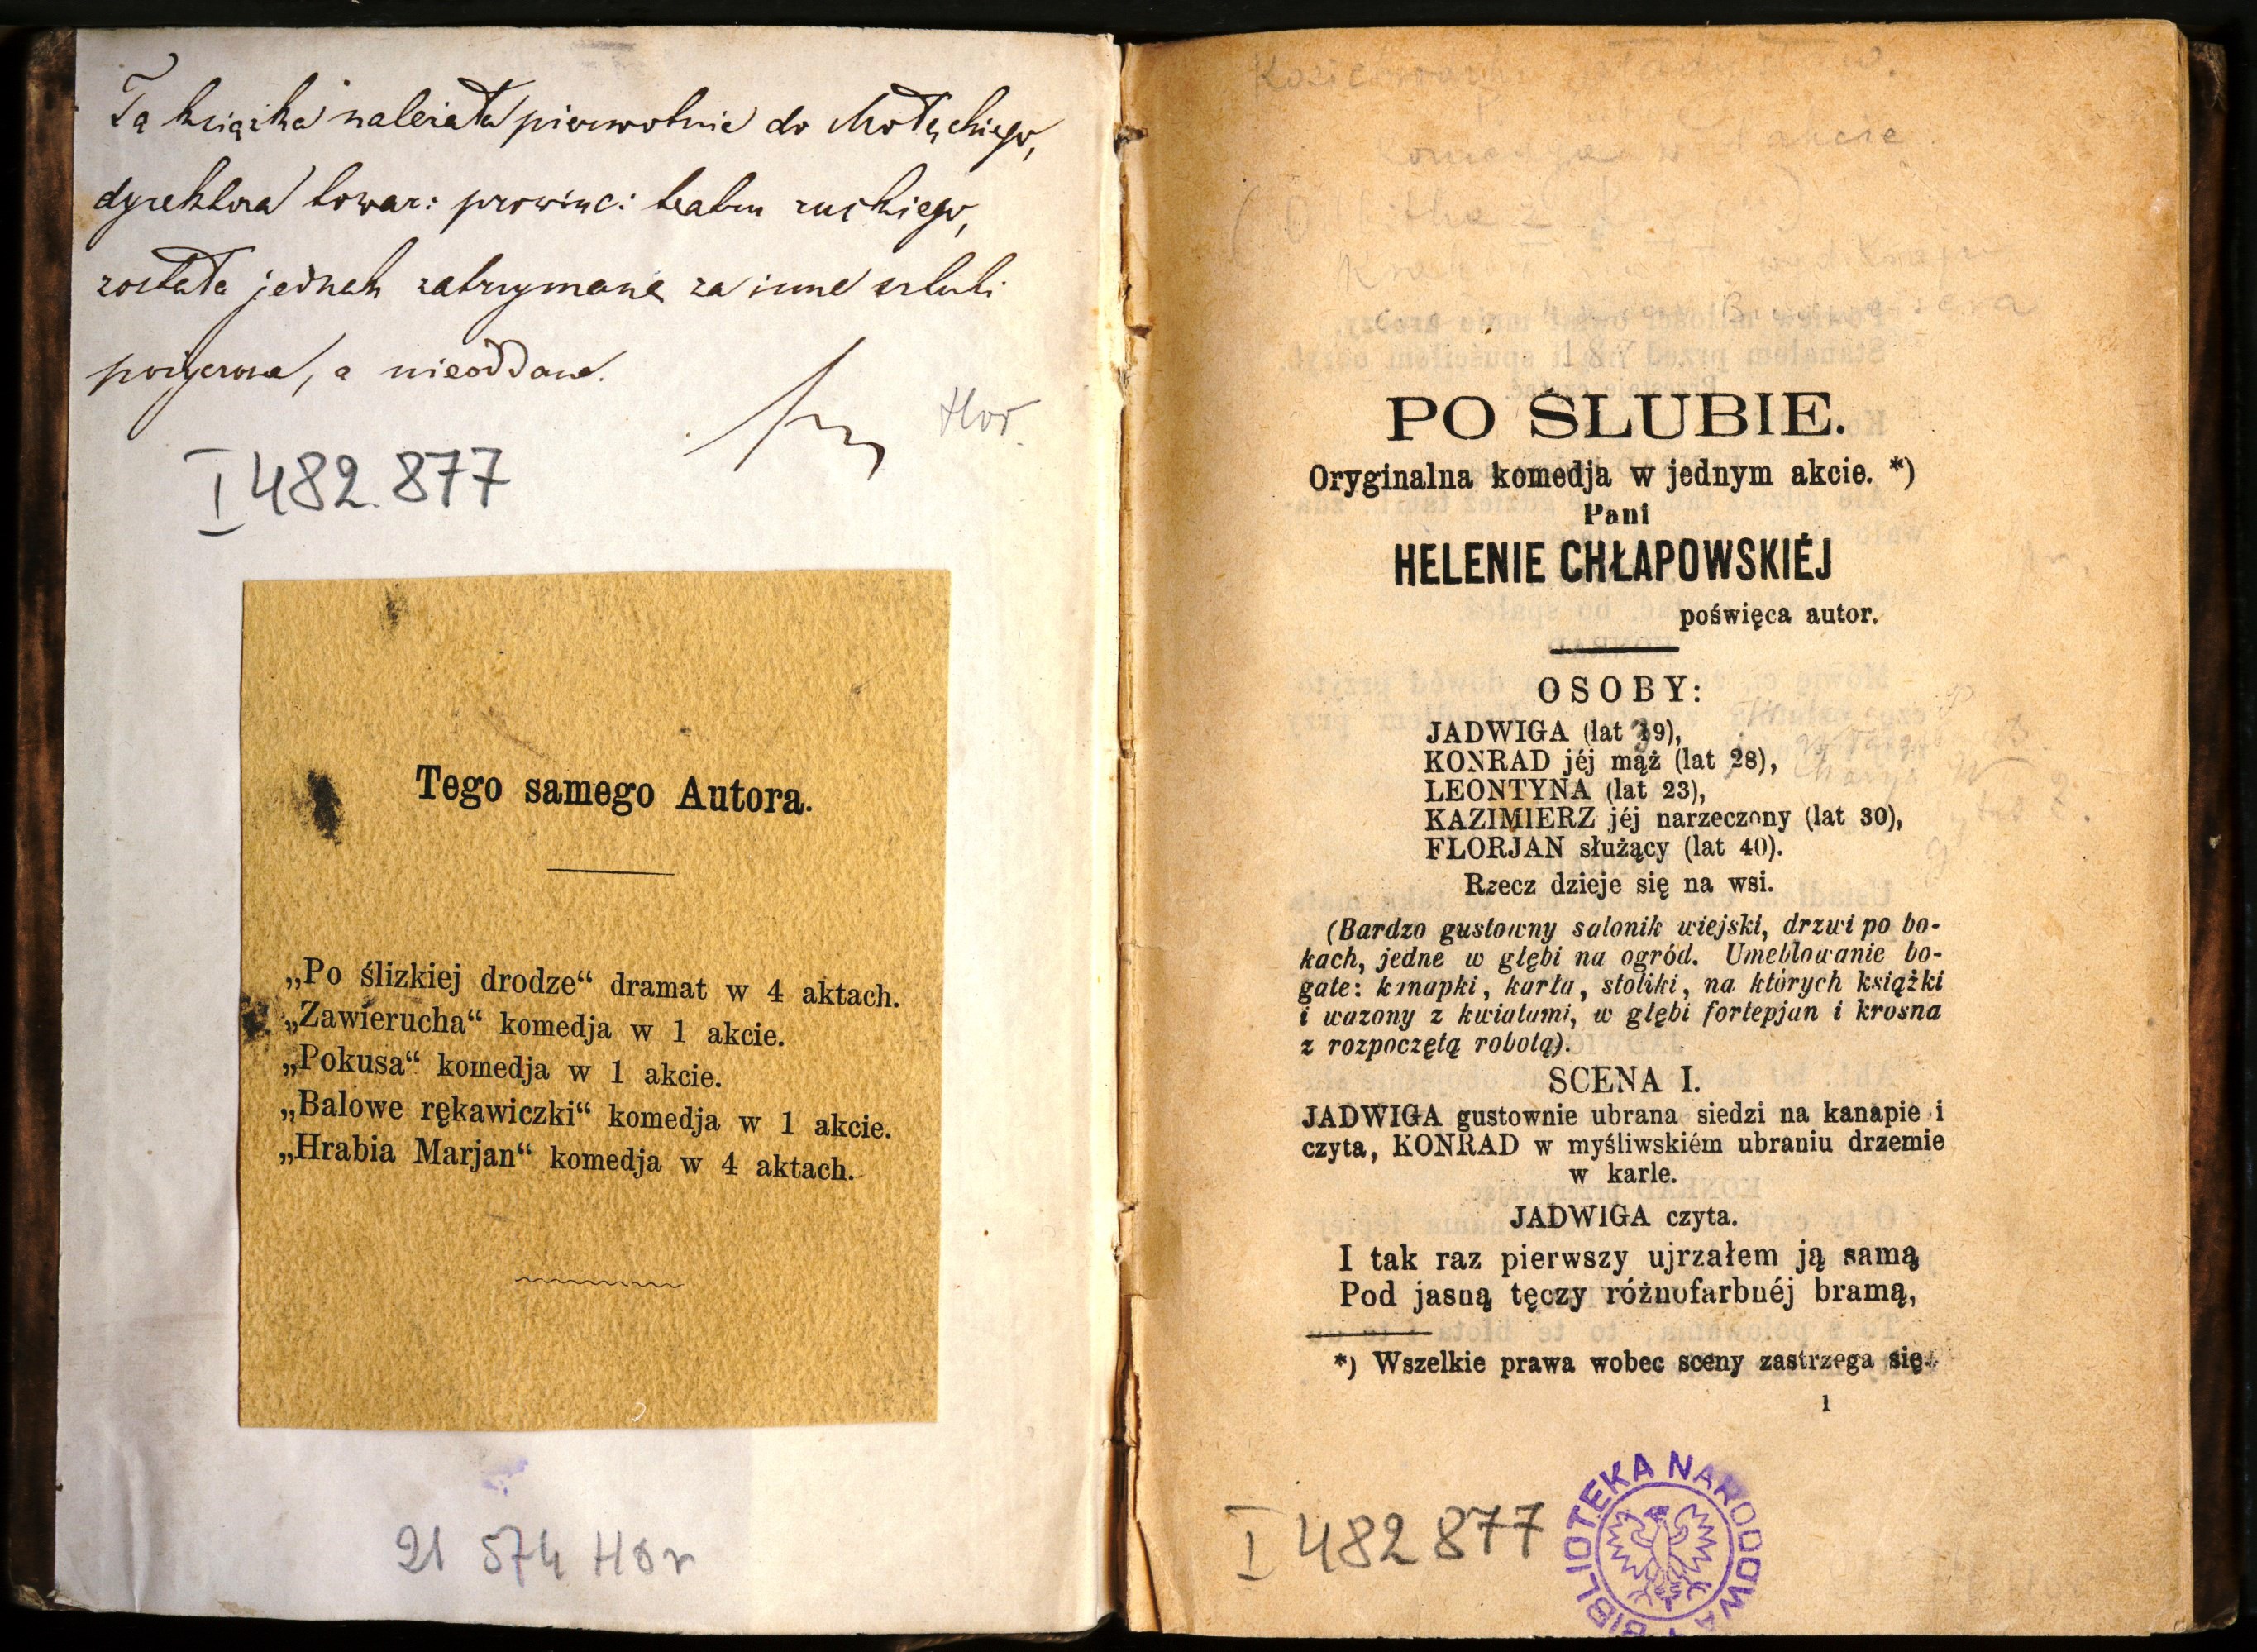 Ta książka należała pierwotnie do Mołęckiego,
dyrektora towar: prowinc: teatru ruskiego,
została jednak zatrzymana za inne sztuki
pożyczone, a nieoddane.
Hor.
I 482.877
Tego samego Autora.
„Po ślizkiej drodze“ dramat w 4 aktach.
„Zawierucha“ komedja w 1 akcie.
„Pokusa“ komedja w 1 akcie.
„Balowe rękawiczki“ komedja w 1 akcie.
„Hrabia Marjan“ komedja w 4 aktach.
21 574 Hor
Komedya w 1 akcie.
PO ŚLUBIE.
Oryginalna komedja w jednym akcie. *)
Pani
HELENIE CHŁAPOWSKIÉJ
poświęca autor.
OSOBY:
JADWIGA (lat 19),
KONRAD jéj mąż (lat 28),
LEONTYNA (lat 23),
KAZIMIERZ jéj narzeczony (lat 30),
FLORJAN służący (lat 40).
Rzecz dzieje się na wsi.
(Bardzo gustowny salonik wiejski, drzwi po bo-
kach, jedne w głębi na ogród. Umeblowanie bo-
gate: kanapki, karła, stoliki, na których książki
i wazony z kwiatami, w głębi fortepjan i krosna
z rozpoczętą robotą).
SCENA I.
JADWIGA gustownie ubrana siedzi na kanapie i
czyta, KONRAD w myśliwskiém ubraniu drzemie
w karle.
JADWIGA czyta.
I tak raz pierwszy ujrzałem ją samą
Pod jasną tęczy różnofarbnéj bramą,
*) Wszelkie prawa wobec sceny zastrzega się.
1
I 482 877
BIBLIOTEKA NARODOWA